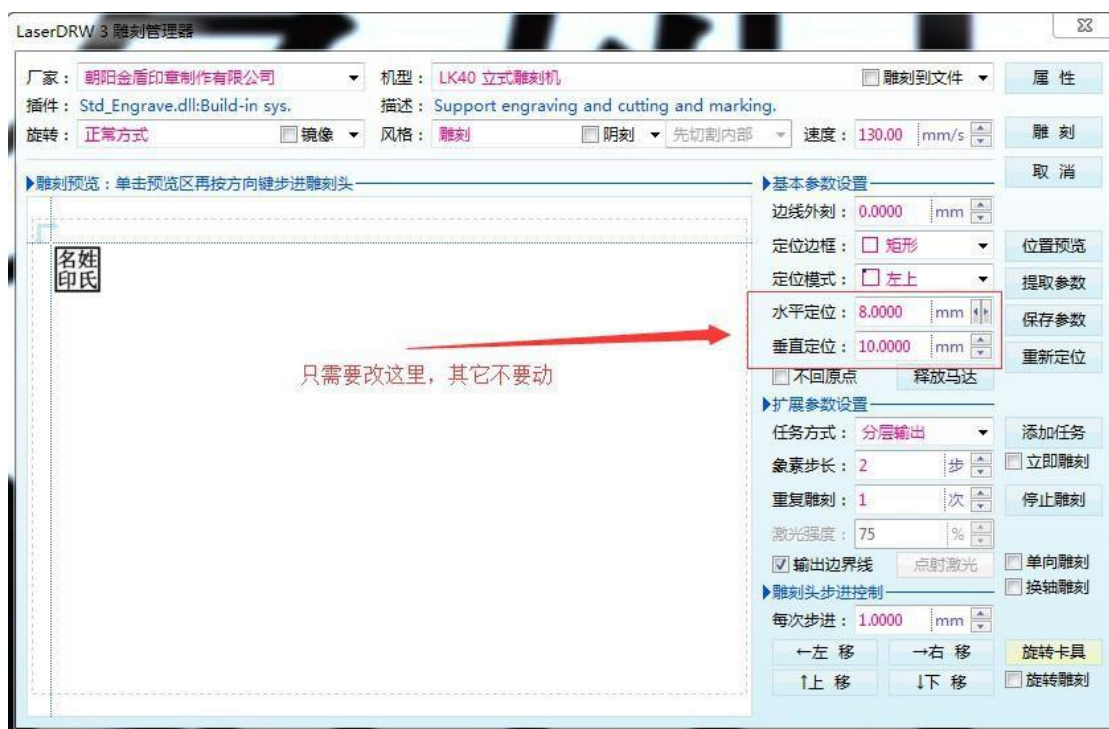 LaserDRW 3 雕刻管理器
厂家： 朝阳金盾印章制作有限公司 机型： LK40 立式雕刻机 雕刻到文件 属 性
插件： Std_Engrave.dll:Build-in sys. 描述： Support engraving and cutting and marking.
旋转： 正常方式 镜像 风格： 雕刻 阴刻 先切割内部 速度： 130.00 mm/s 雕 刻
取 消
雕刻预览：单击预览区再按方向键步进雕刻头
基本参数设置
边线外刻： 0.0000 mm
定位边框： 矩形 位置预览
名姓
印氏
定位模式： 左上 提取参数
水平定位： 8.0000 mm 保存参数
垂直定位： 10.0000 mm 重新定位
只需要改这里，其它不要动
不回原点 释放马达
扩展参数设置
任务方式： 分层输出 添加任务
象素步长： 2 步 立即雕刻
重复雕刻： 1 次 停止雕刻
激光强度： 75 %
输出边界线 点射激光 单向雕刻
雕刻头步进控制 换轴雕刻
每次步进： 1.0000 mm
←左 移 →右 移 旋转卡具
↑上 移 ↓下 移 旋转雕刻